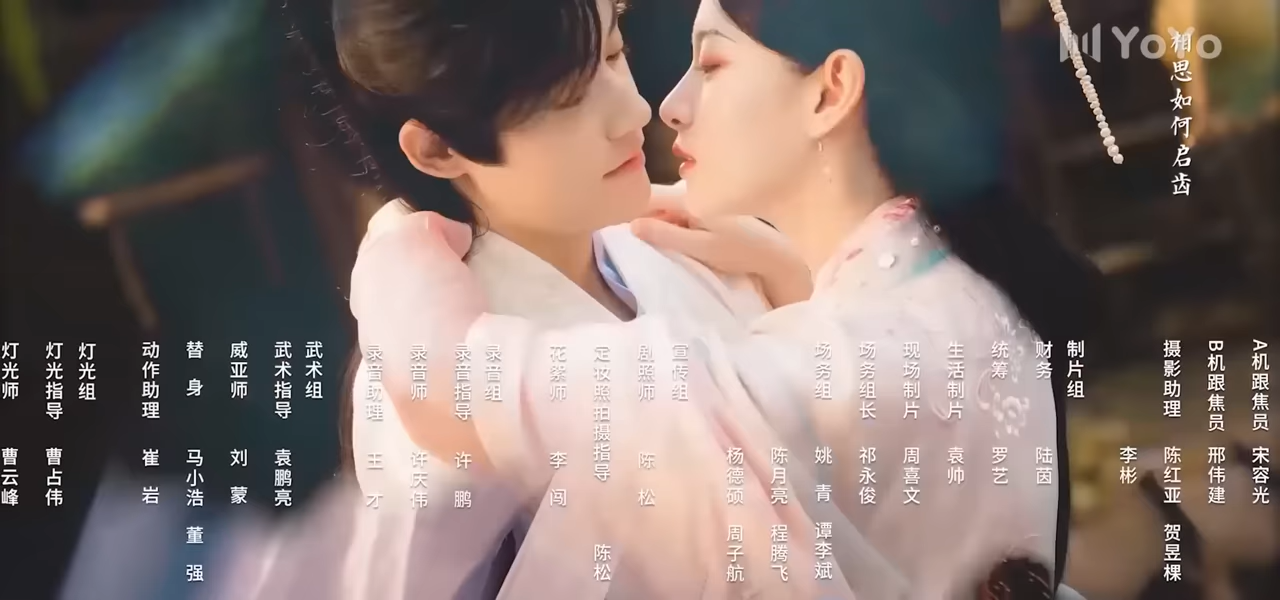 YoYo
相思如何启齿
A机跟焦员 宋容光
B机跟焦员 邢伟建
摄影助理 陈红亚 贺昱棵
李彬
制片组
财务 陆茵
统筹 罗艺
生活制片 袁帅
现场制片 周喜文
场务组长 祁永俊
场务组 姚青 谭李斌
陈月亮 程腾飞
杨德硕 周子航
宣传组
剧照师 陈松
定妆照拍摄指导 陈松
花絮师 李闯
录音组
录音指导 许鹏
录音师 许天伟
录音助理 王才
武术组
武术指导 袁鹏亮
威亚师 刘蒙
替身 马小浩 董强
动作助理 崔岩
灯光组
灯光指导 曹占伟
灯光师 曹云峰